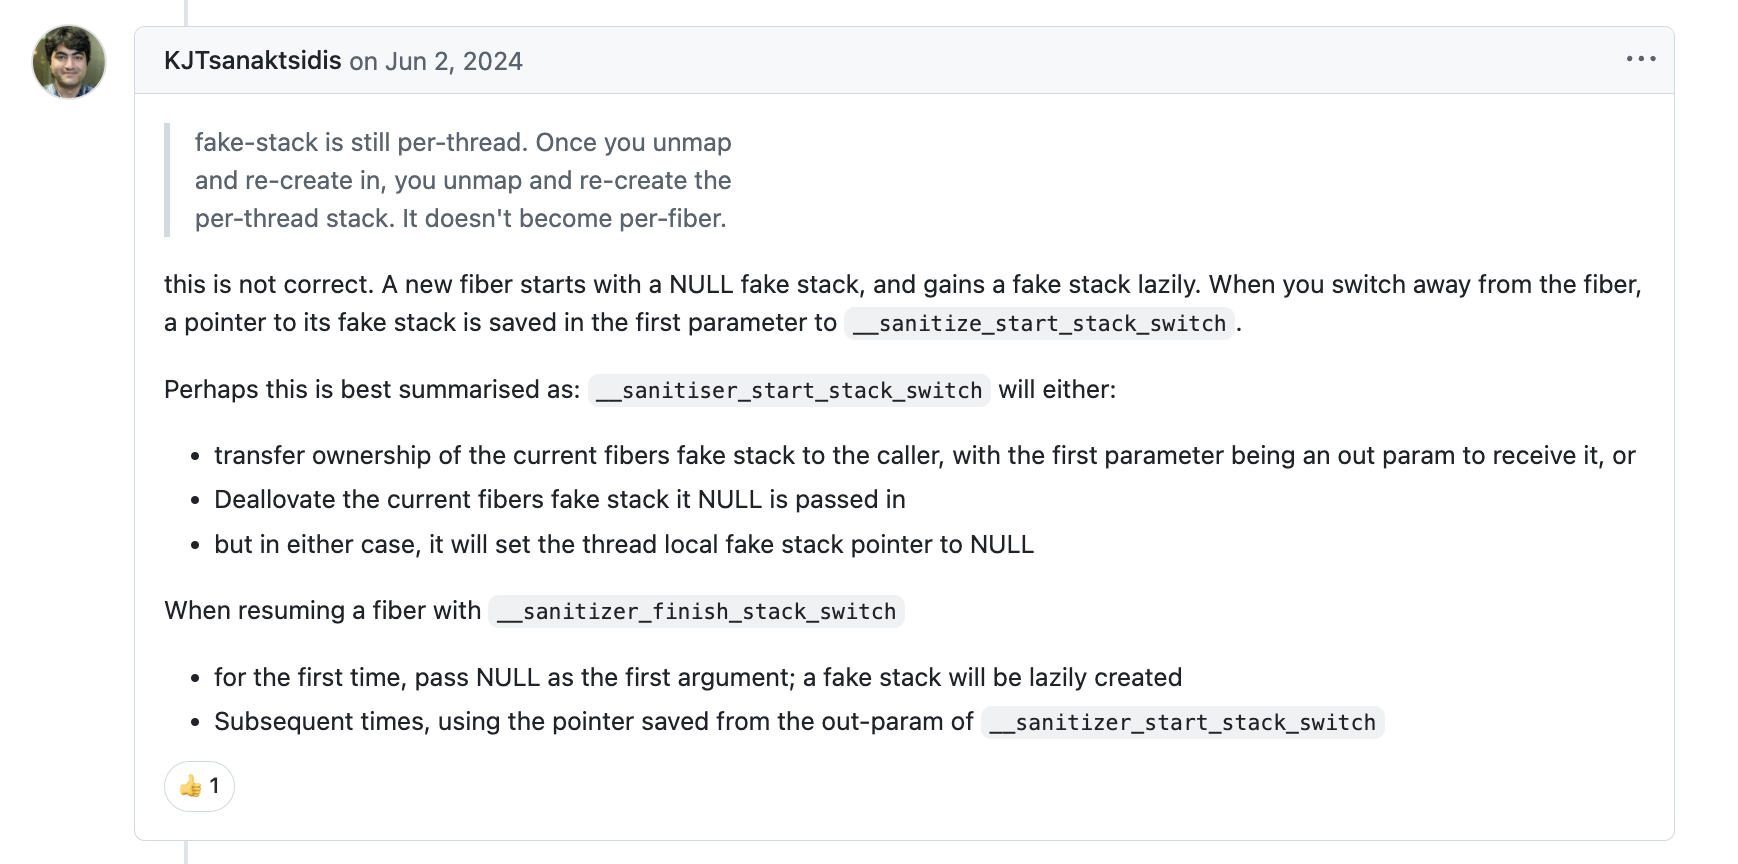 KJTsanaktsidis on Jun 2, 2024
fake-stack is still per-thread. Once you unmap
and re-create in, you unmap and re-create the
per-thread stack. It doesn't become per-fiber.
this is not correct. A new fiber starts with a NULL fake stack, and gains a fake stack lazily. When you switch away from the fiber,
a pointer to its fake stack is saved in the first parameter to __sanitize_start_stack_switch.
Perhaps this is best summarised as: __sanitiser_start_stack_switch will either:
• transfer ownership of the current fibers fake stack to the caller, with the first parameter being an out param to receive it, or
• Deallovate the current fibers fake stack it NULL is passed in
• but in either case, it will set the thread local fake stack pointer to NULL
When resuming a fiber with __sanitizer_finish_stack_switch
• for the first time, pass NULL as the first argument; a fake stack will be lazily created
• Subsequent times, using the pointer saved from the out-param of __sanitizer_start_stack_switch
👍 1